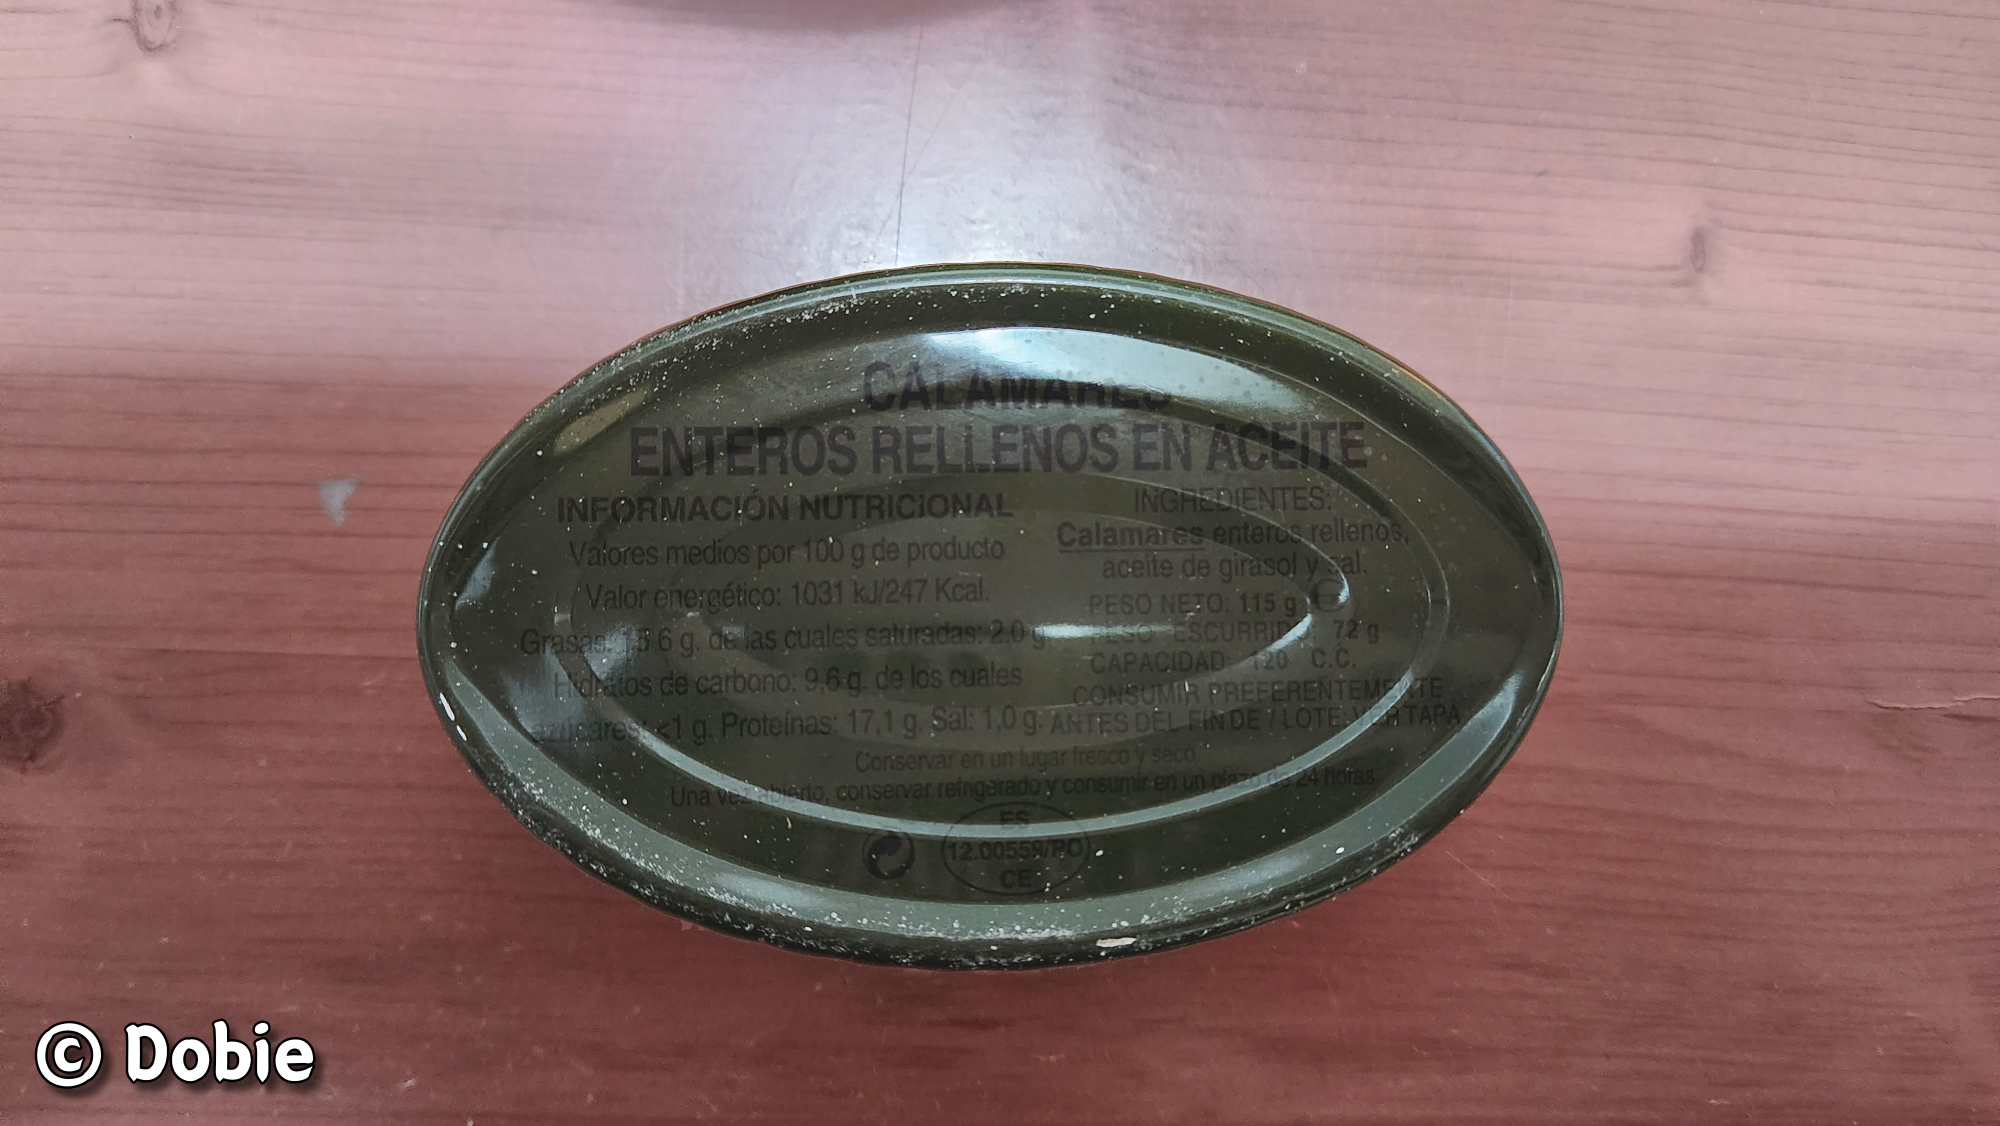 CALAMARES
ENTEROS RELLENOS EN ACEITE
INFORMACIÓN NUTRICIONAL
Valores medios por 100 g de producto
Valor energético: 1031 kJ/247 Kcal.
Grasas: 15,6 g. de las cuales saturadas: 2,0 g.
Hidratos de carbono: 9,6 g. de los cuales
azúcares: <1 g. Proteínas: 17,1 g. Sal: 1,0 g.
INGREDIENTES:
Calamares enteros rellenos,
aceite de girasol y sal.
PESO NETO: 115 g ℮
PESO ESCURRIDO: 72 g
CAPACIDAD: 120 C.C.
CONSUMIR PREFERENTEMENTE
ANTES DEL FIN DE / LOTE: VER TAPA
Conservar en un lugar fresco y seco.
Una vez abierto, conservar refrigerado y consumir en un plazo de 24 horas
ES
12.00559/PO
CE
© Dobie